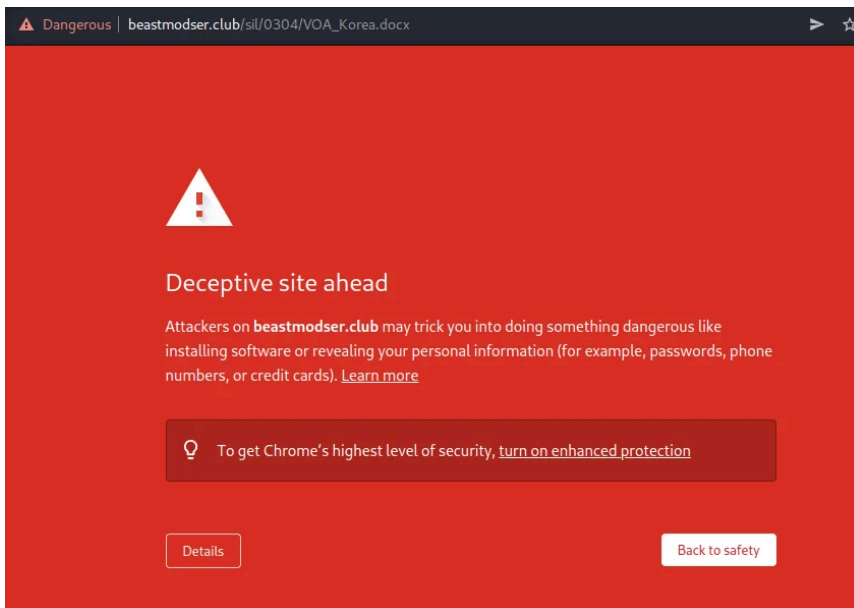 Dangerous | beastmodser.club/sil/0304/VOA_Korea.docx
Deceptive site ahead
Attackers on beastmodser.club may trick you into doing something dangerous like
installing software or revealing your personal information (for example, passwords, phone
numbers, or credit cards). Learn more
To get Chrome's highest level of security, turn on enhanced protection
Details
Back to safety